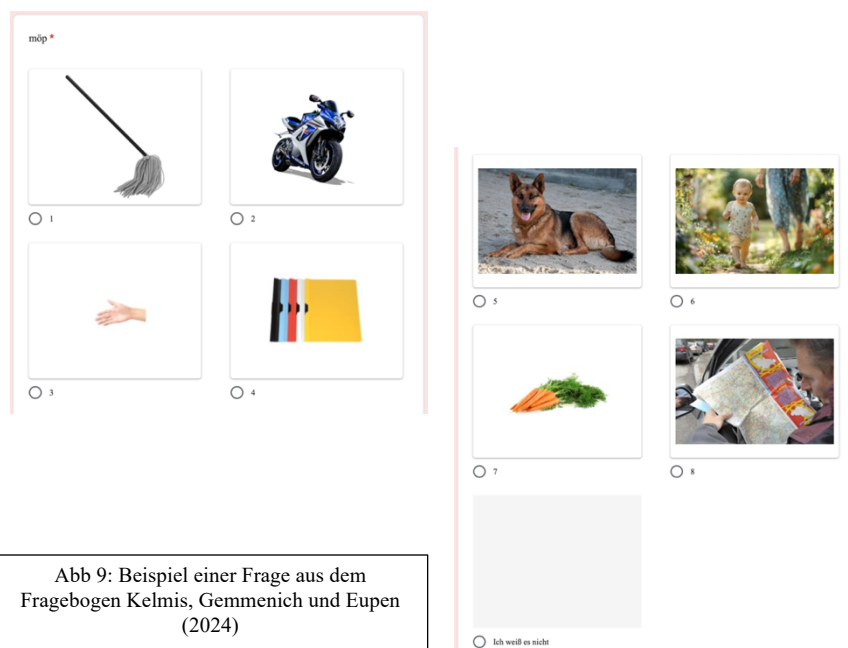 möp *
1
2
3
4
5
6
7
8
Ich weiß es nicht
Abb 9: Beispiel einer Frage aus dem
Fragebogen Kelmis, Gemmenich und Eupen
(2024)